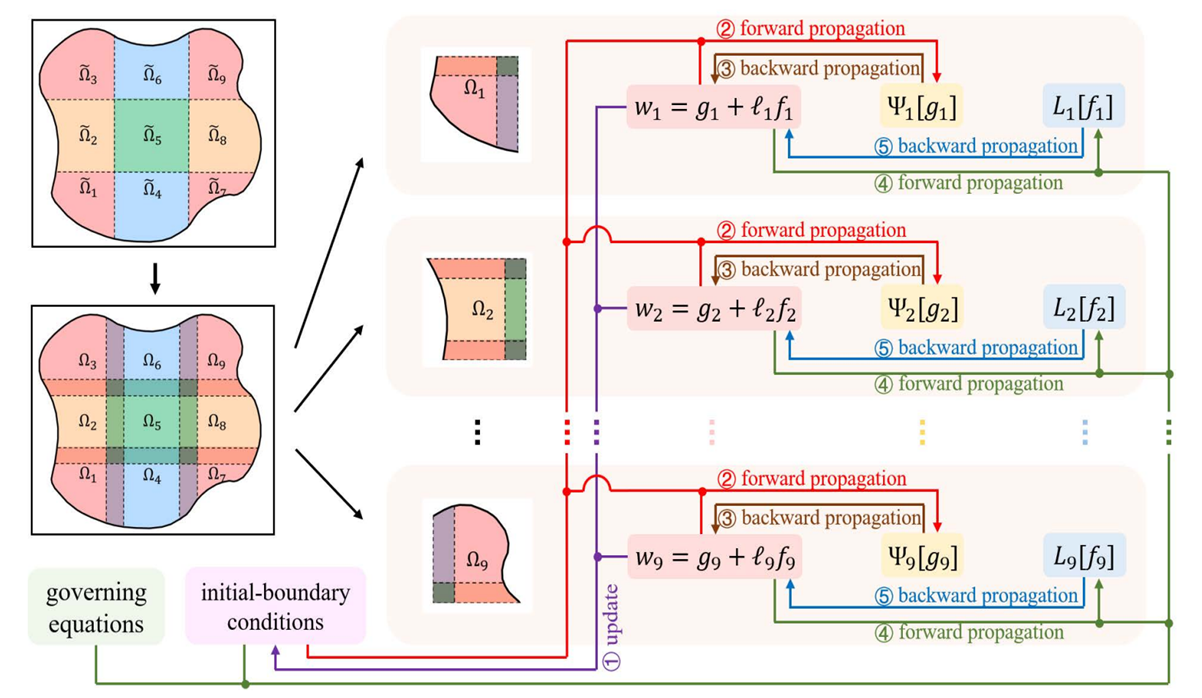 Ω̃₃ Ω̃₆ Ω̃₉
Ω̃₂ Ω̃₅ Ω̃₈
Ω̃₁ Ω̃₄ Ω̃₇
Ω₃ Ω₆ Ω₉
Ω₂ Ω₅ Ω₈
Ω₁ Ω₄ Ω₇
governing
equations
initial-boundary
conditions
① update
Ω₁
② forward propagation
③ backward propagation
w₁ = g₁ + ℓ₁f₁
Ψ₁[g₁]
L₁[f₁]
⑤ backward propagation
④ forward propagation
Ω₂
② forward propagation
③ backward propagation
w₂ = g₂ + ℓ₂f₂
Ψ₂[g₂]
L₂[f₂]
⑤ backward propagation
④ forward propagation
Ω₉
② forward propagation
③ backward propagation
w₉ = g₉ + ℓ₉f₉
Ψ₉[g₉]
L₉[f₉]
⑤ backward propagation
④ forward propagation